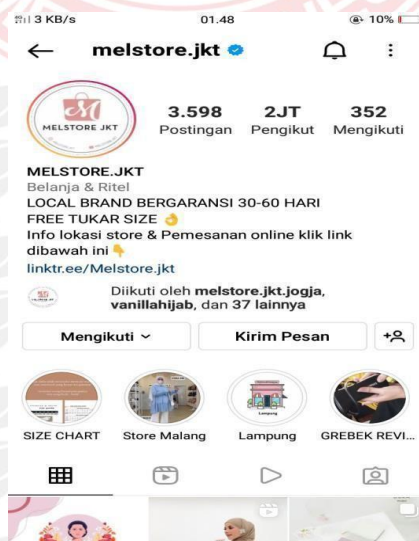 3 KB/s 01.48 10%
melstore.jkt
MELSTORE JKT
3.598 2JT 352
Postingan Pengikut Mengikuti
MELSTORE.JKT
Belanja & Ritel
LOCAL BRAND BERGARANSI 30-60 HARI
FREE TUKAR SIZE 👌
Info lokasi store & Pemesanan online klik link
dibawah ini 👇
linktr.ee/Melstore.jkt
Diikuti oleh melstore.jkt.jogja,
vanillahijab, dan 37 lainnya
Mengikuti Kirim Pesan
SIZE CHART Store Malang Lampung GREBEK REVI...